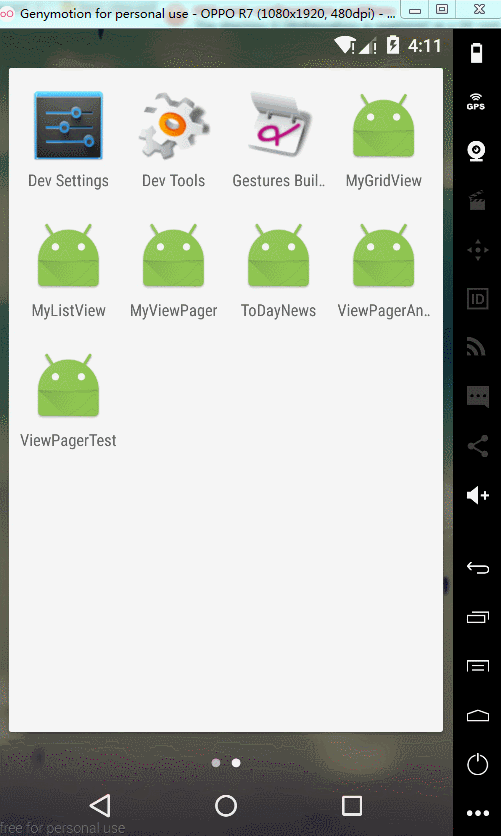 Genymotion for personal use - OPPO R7 (1080x1920, 480dpi) - ...
4:11
GPS
Dev Settings
Dev Tools
Gestures Buil..
MyGridView
MyListView
MyViewPager
ToDayNews
ViewPagerAn..
ID
ViewPagerTest
free for personal use